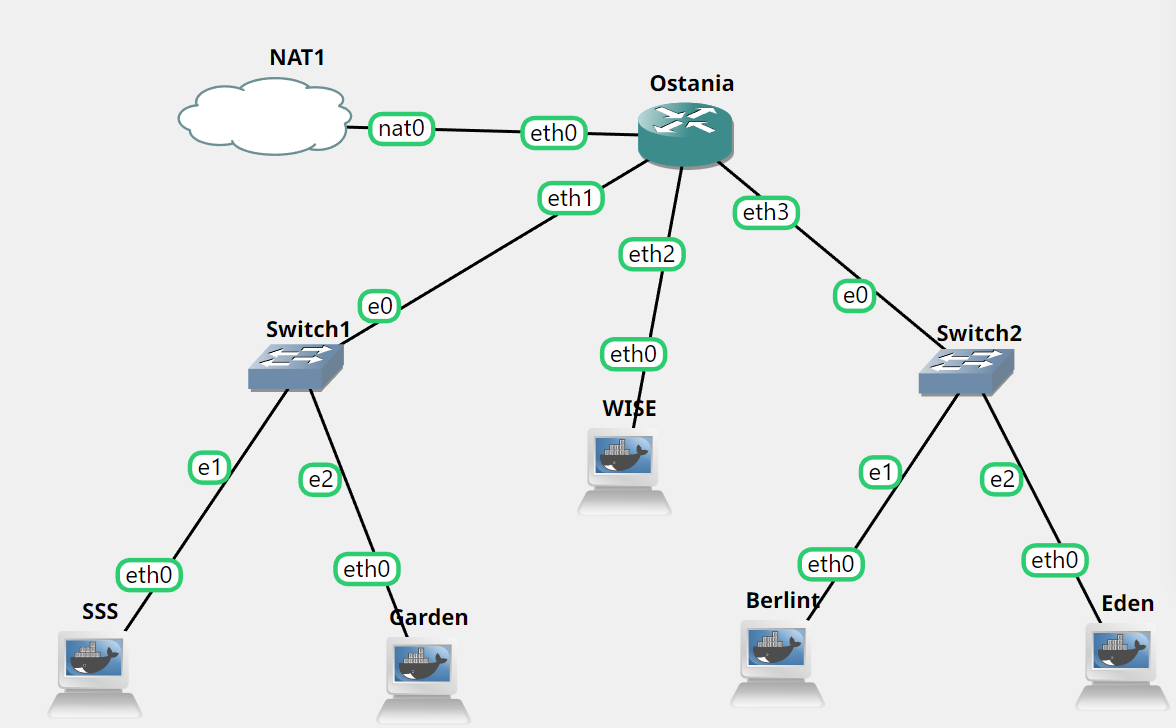 NAT1
Ostania
nat0
eth0
eth1
eth3
eth2
e0
e0
Switch1
Switch2
eth0
WISE
e1
e2
e1
e2
eth0
eth0
eth0
eth0
SSS
Garden
Berlint
Eden